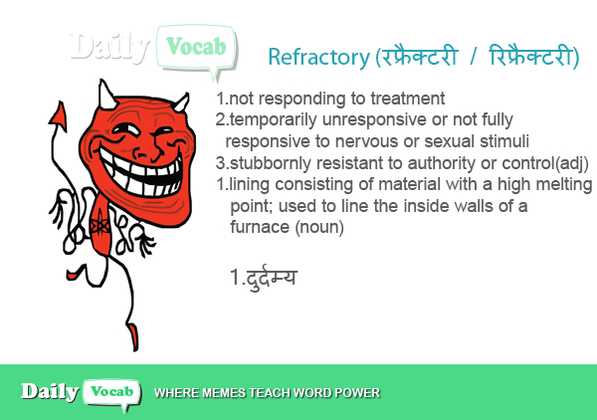 Daily Vocab
Refractory (रफ्रैक्टरी / रिफ्रैक्टरी)
1.not responding to treatment
2.temporarily unresponsive or not fully
responsive to nervous or sexual stimuli
3.stubbornly resistant to authority or control(adj)
1.lining consisting of material with a high melting
point; used to line the inside walls of a
furnace (noun)
1.दुर्दम्य
Daily Vocab WHERE MEMES TEACH WORD POWER